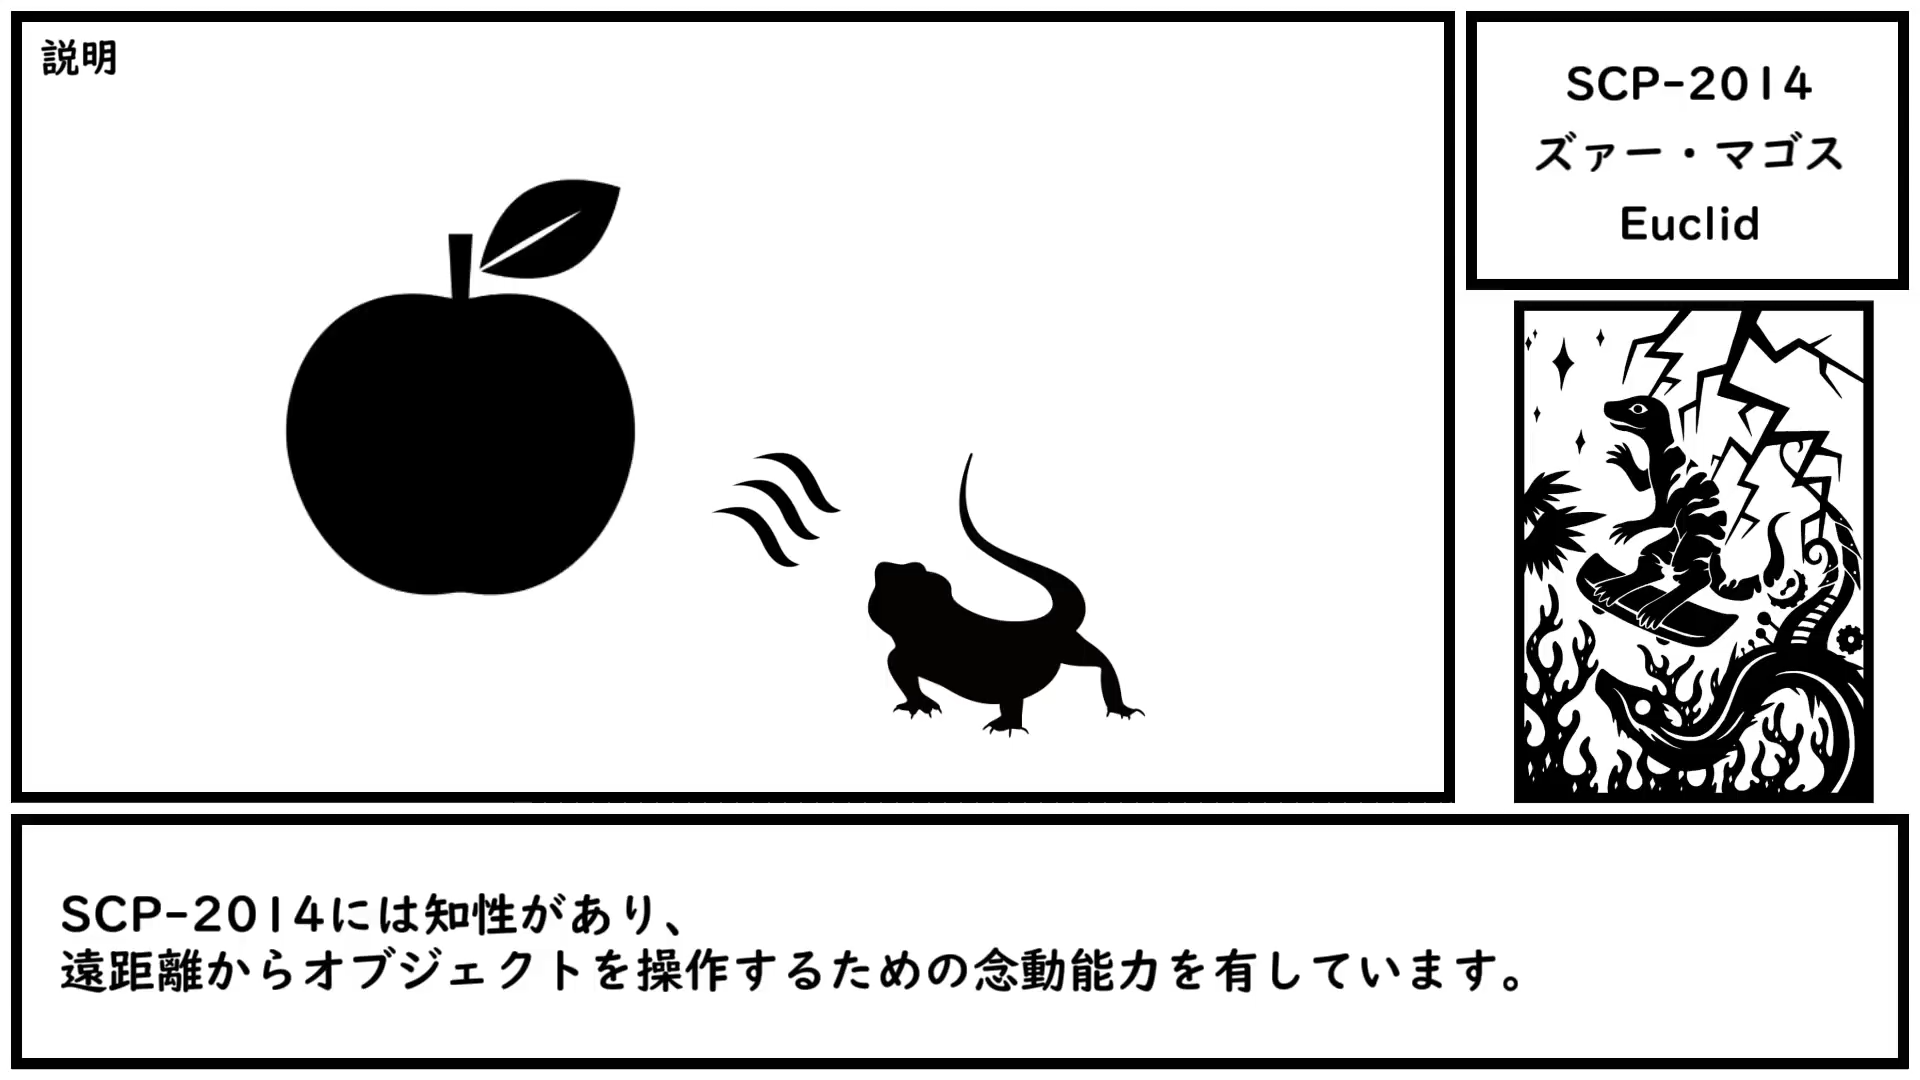 説明
SCP-2014
ズァー・マゴス
Euclid
SCP-2014には知性があり、
遠距離からオブジェクトを操作するための念動能力を有しています。